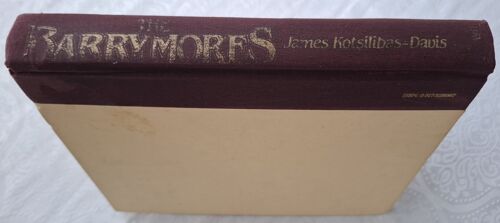 THE
BARRYMORES
James Kotsilibas-Davis